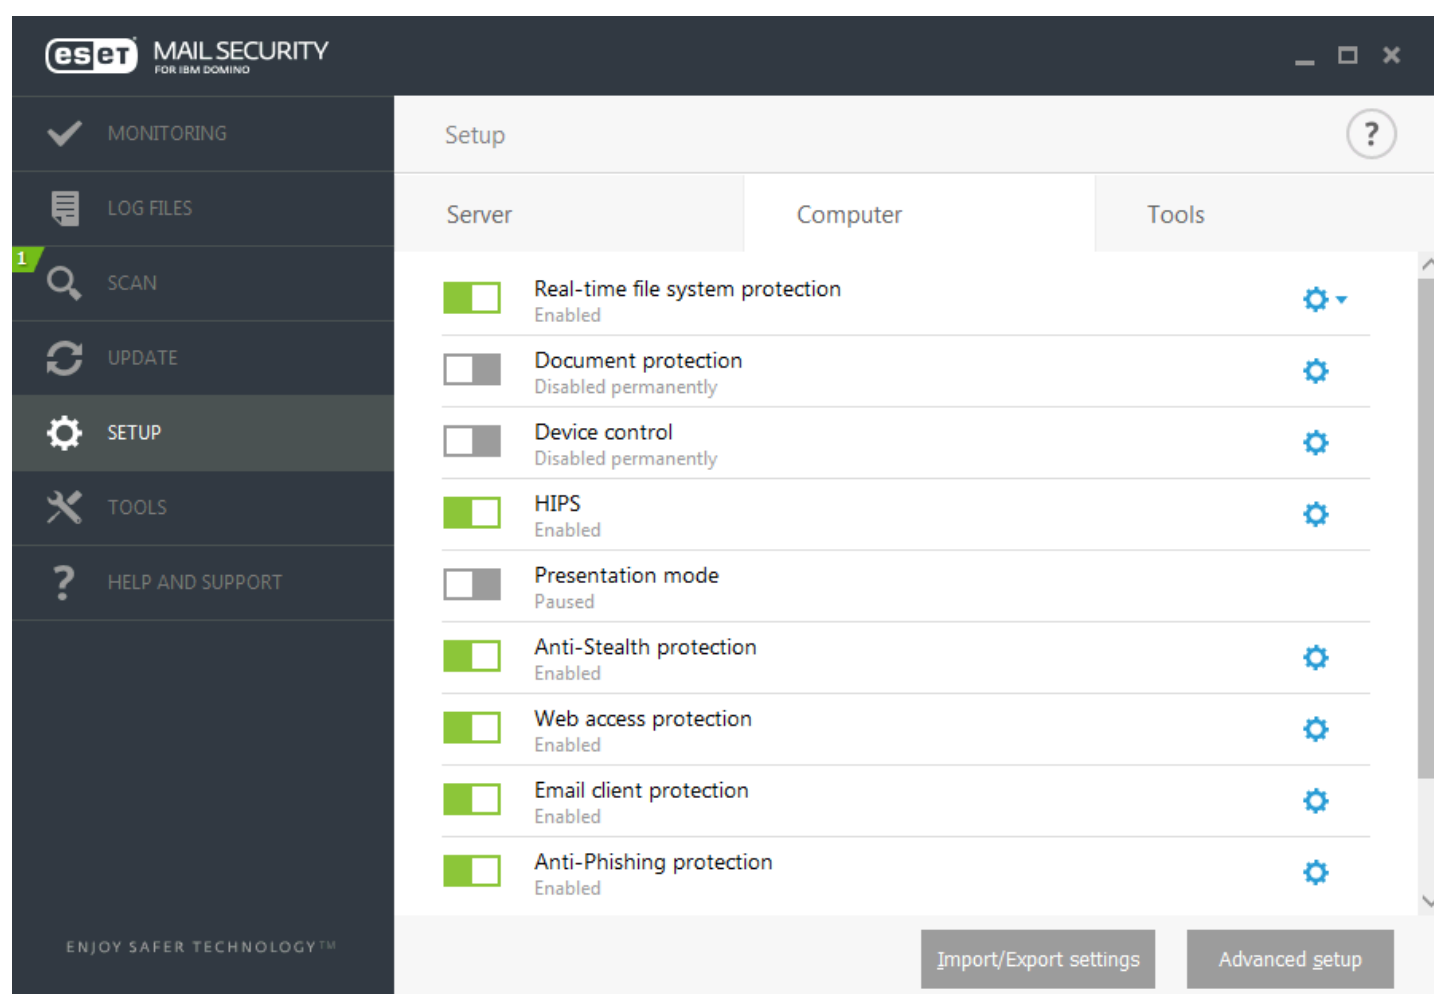 eset MAIL SECURITY
FOR IBM DOMINO
MONITORING
LOG FILES
1
SCAN
UPDATE
SETUP
TOOLS
HELP AND SUPPORT
ENJOY SAFER TECHNOLOGY™
Setup
?
Server Computer Tools
Real-time file system protection
Enabled
Document protection
Disabled permanently
Device control
Disabled permanently
HIPS
Enabled
Presentation mode
Paused
Anti-Stealth protection
Enabled
Web access protection
Enabled
Email client protection
Enabled
Anti-Phishing protection
Enabled
Import/Export settings Advanced setup